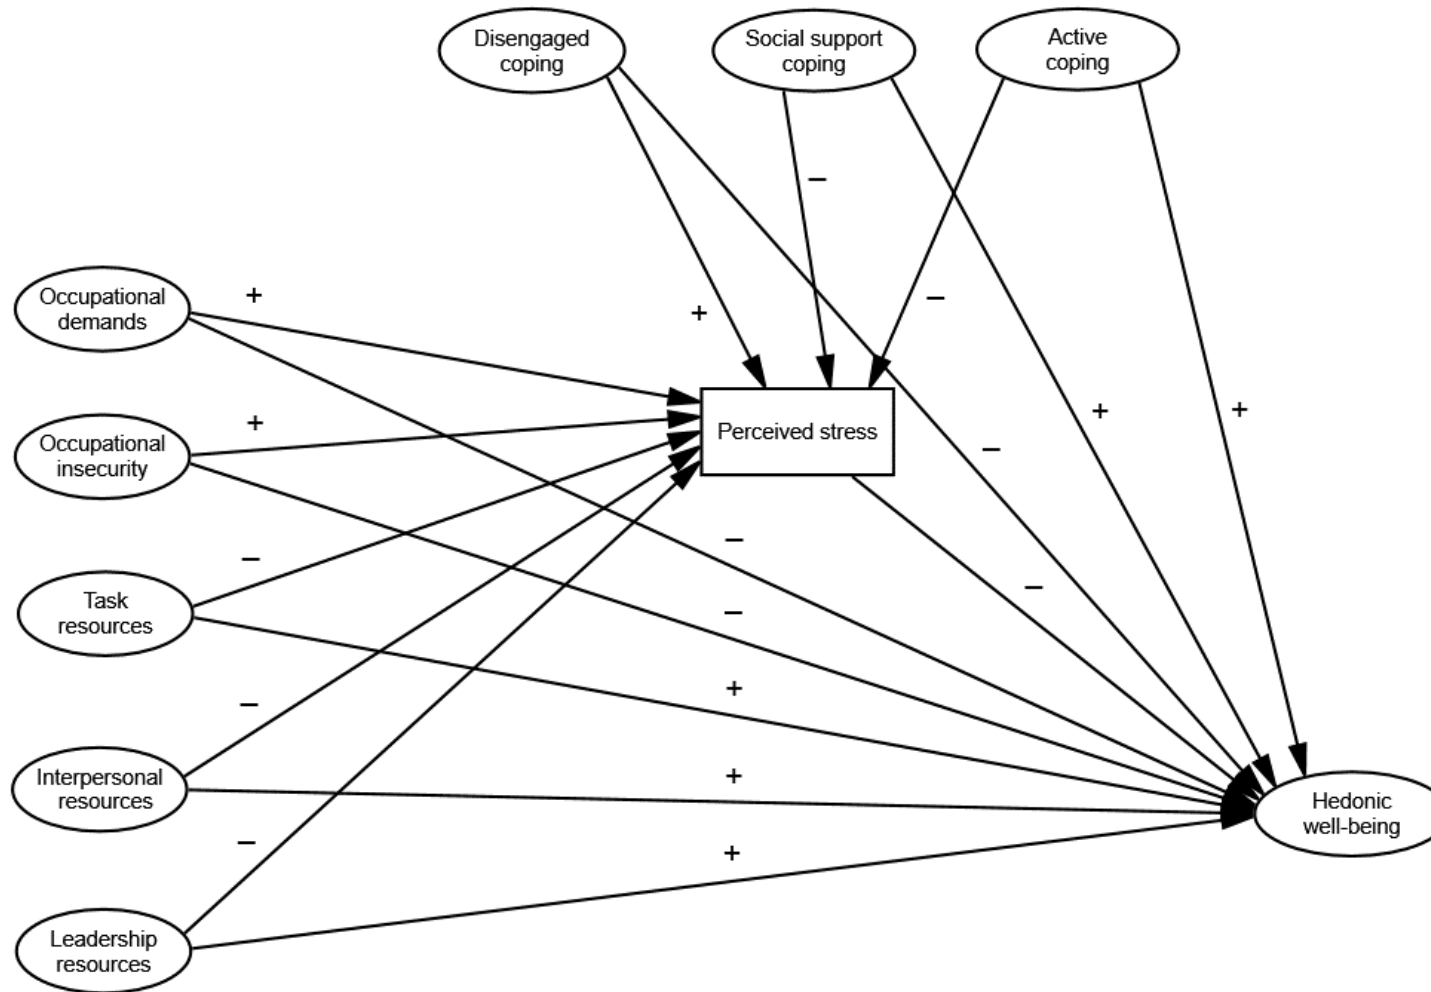 Disengaged
coping
Social support
coping
Active
coping
+
–
–
Occupational
demands
+
Occupational
insecurity
+
Perceived stress
+
+
–
Task
resources
–
–
–
–
Interpersonal
resources
–
+
+
Leadership
resources
–
+
Hedonic
well-being